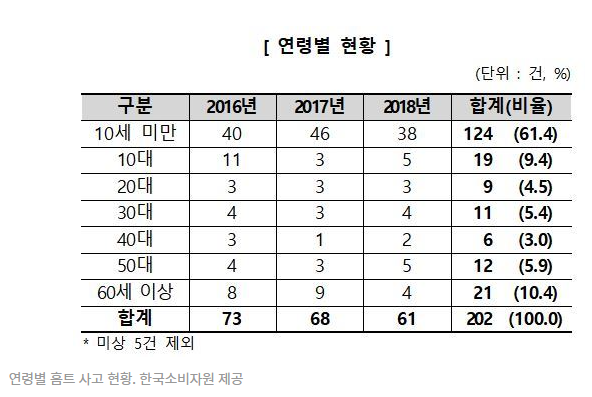 [ 연령별 현황 ]
(단위 : 건, %)
구분 2016년 2017년 2018년 합계(비율)
10세 미만 40 46 38 124 (61.4)
10대 11 3 5 19 (9.4)
20대 3 3 3 9 (4.5)
30대 4 3 4 11 (5.4)
40대 3 1 2 6 (3.0)
50대 4 3 5 12 (5.9)
60세 이상 8 9 4 21 (10.4)
합계 73 68 61 202 (100.0)
* 미상 5건 제외
연령별 홈트 사고 현황. 한국소비자원 제공